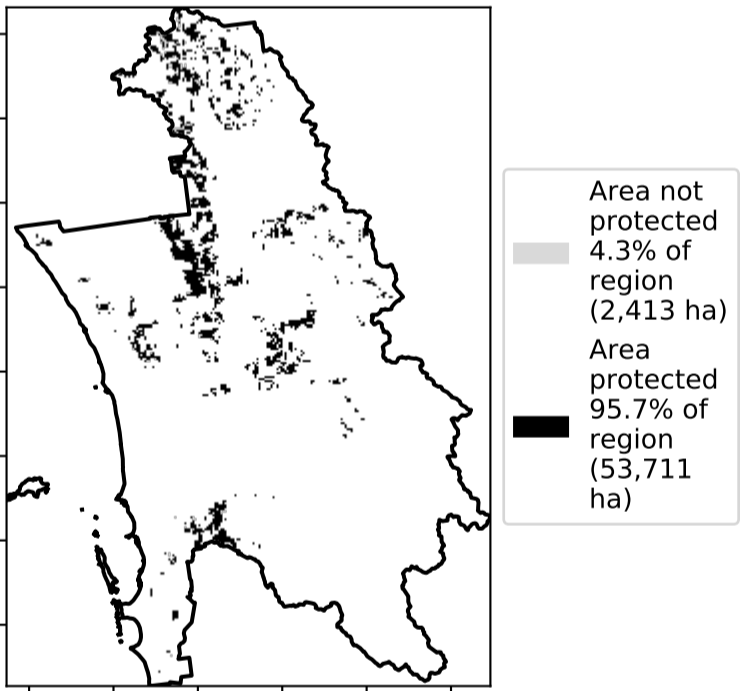 Area not
protected
4.3% of
region
(2,413 ha)
Area
protected
95.7% of
region
(53,711
ha)